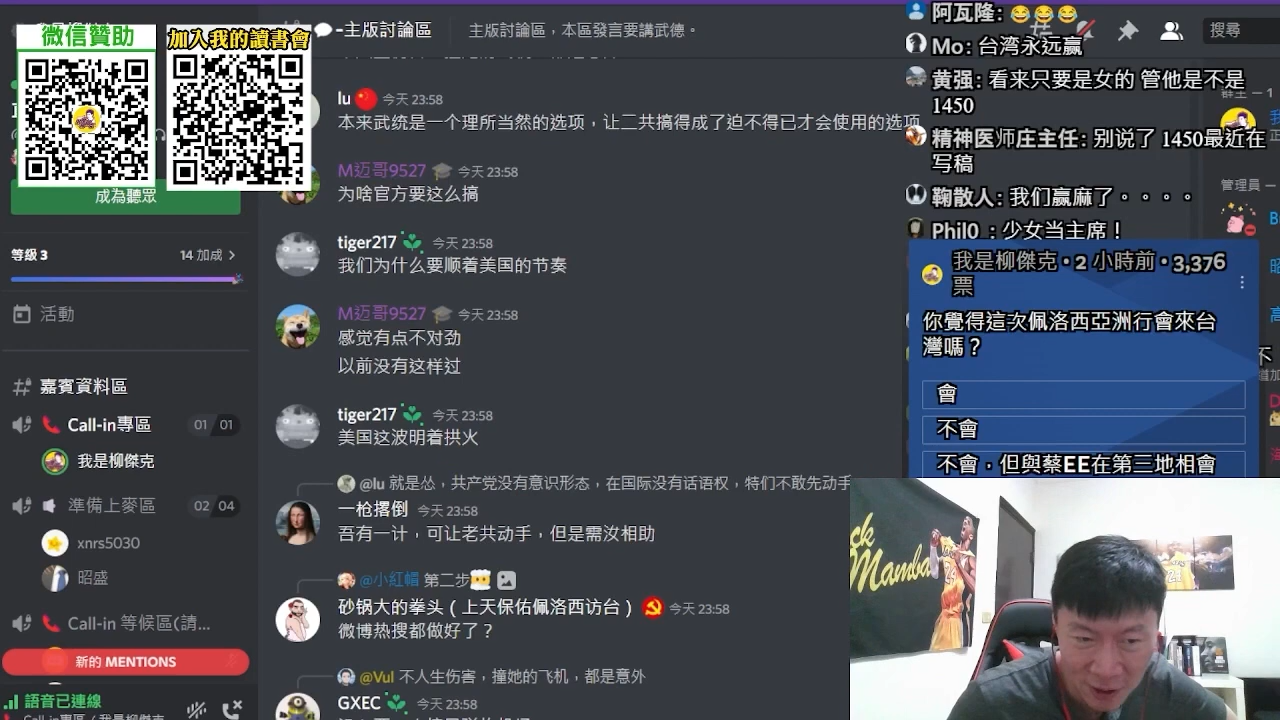 微信贊助
加入我的讀書會
成為聽眾
等級 3
14 加成
活動
嘉賓資料區
Call-in專區
01 01
我是柳傑克
準備上麥區
02 04
xnrs5030
昭盛
Call-in 等候區(請...
新的 MENTIONS
語音已連線
-主版討論區
主版討論區，本區發言要講武德。
搜尋
lu 今天 23:58
本来武统是一个理所当然的选项，让二共搞得成了迫不得已才会使用的选项
M迈哥9527 今天 23:58
为啥官方要这么搞
tiger217 今天 23:58
我们为什么要顺着美国的节奏
M迈哥9527 今天 23:58
感觉有点不对劲
以前没有这样过
tiger217 今天 23:58
美国这波明着拱火
@lu 就是怂，共产党没有意识形态，在国际没有话语权，特们不敢先动手
一枪撂倒 今天 23:58
吾有一计，可让老共动手，但是需汝相助
@小紅帽 第二步
砂锅大的拳头（上天保佑佩洛西访台） 今天 23:58
微博热搜都做好了？
@Vul 不人生伤害，撞她的飞机，都是意外
GXEC 今天 23:58
阿瓦隆: 😂😂😂
Mo: 台湾永远赢
黄强: 看来只要是女的 管他是不是
1450
精神医师庄主任: 别说了 1450最近在
写稿
鞠散人: 我们赢麻了。。。。
Phil0 : 少女当主席！
管理員
我是柳傑克 • 2 小時前 • 3,376
票
你覺得這次佩洛西亞洲行會來台
灣嗎？
會
不會
不會，但與蔡EE在第三地相會
Mamba